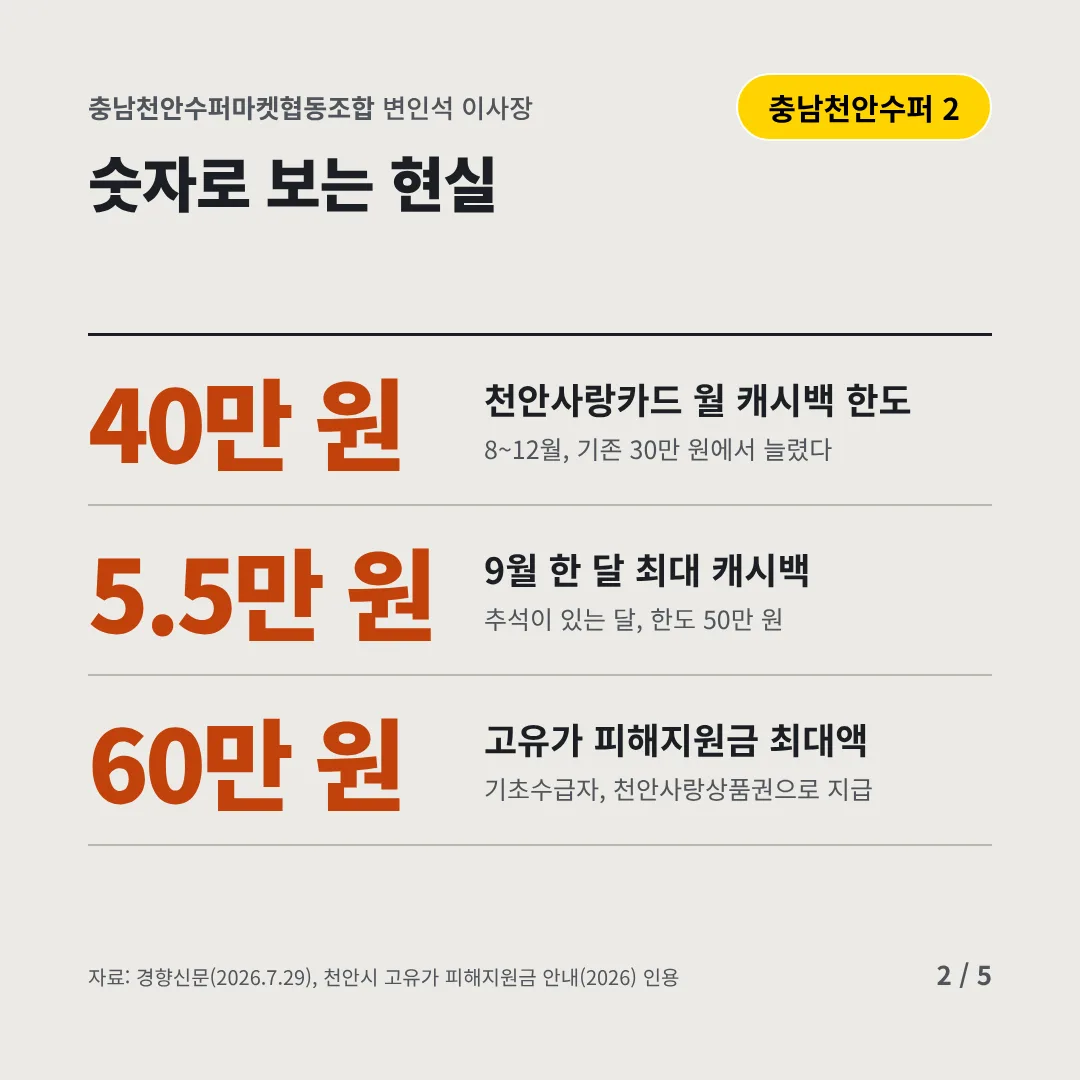 충남천안수퍼마켓협동조합 변인석 이사장
충남천안수퍼 2
숫자로 보는 현실
40만 원
천안사랑카드 월 캐시백 한도
8~12월, 기존 30만 원에서 늘렸다
5.5만 원
9월 한 달 최대 캐시백
추석이 있는 달, 한도 50만 원
60만 원
고유가 피해지원금 최대액
기초수급자, 천안사랑상품권으로 지급
자료: 경향신문(2026.7.29), 천안시 고유가 피해지원금 안내(2026) 인용
2 / 5